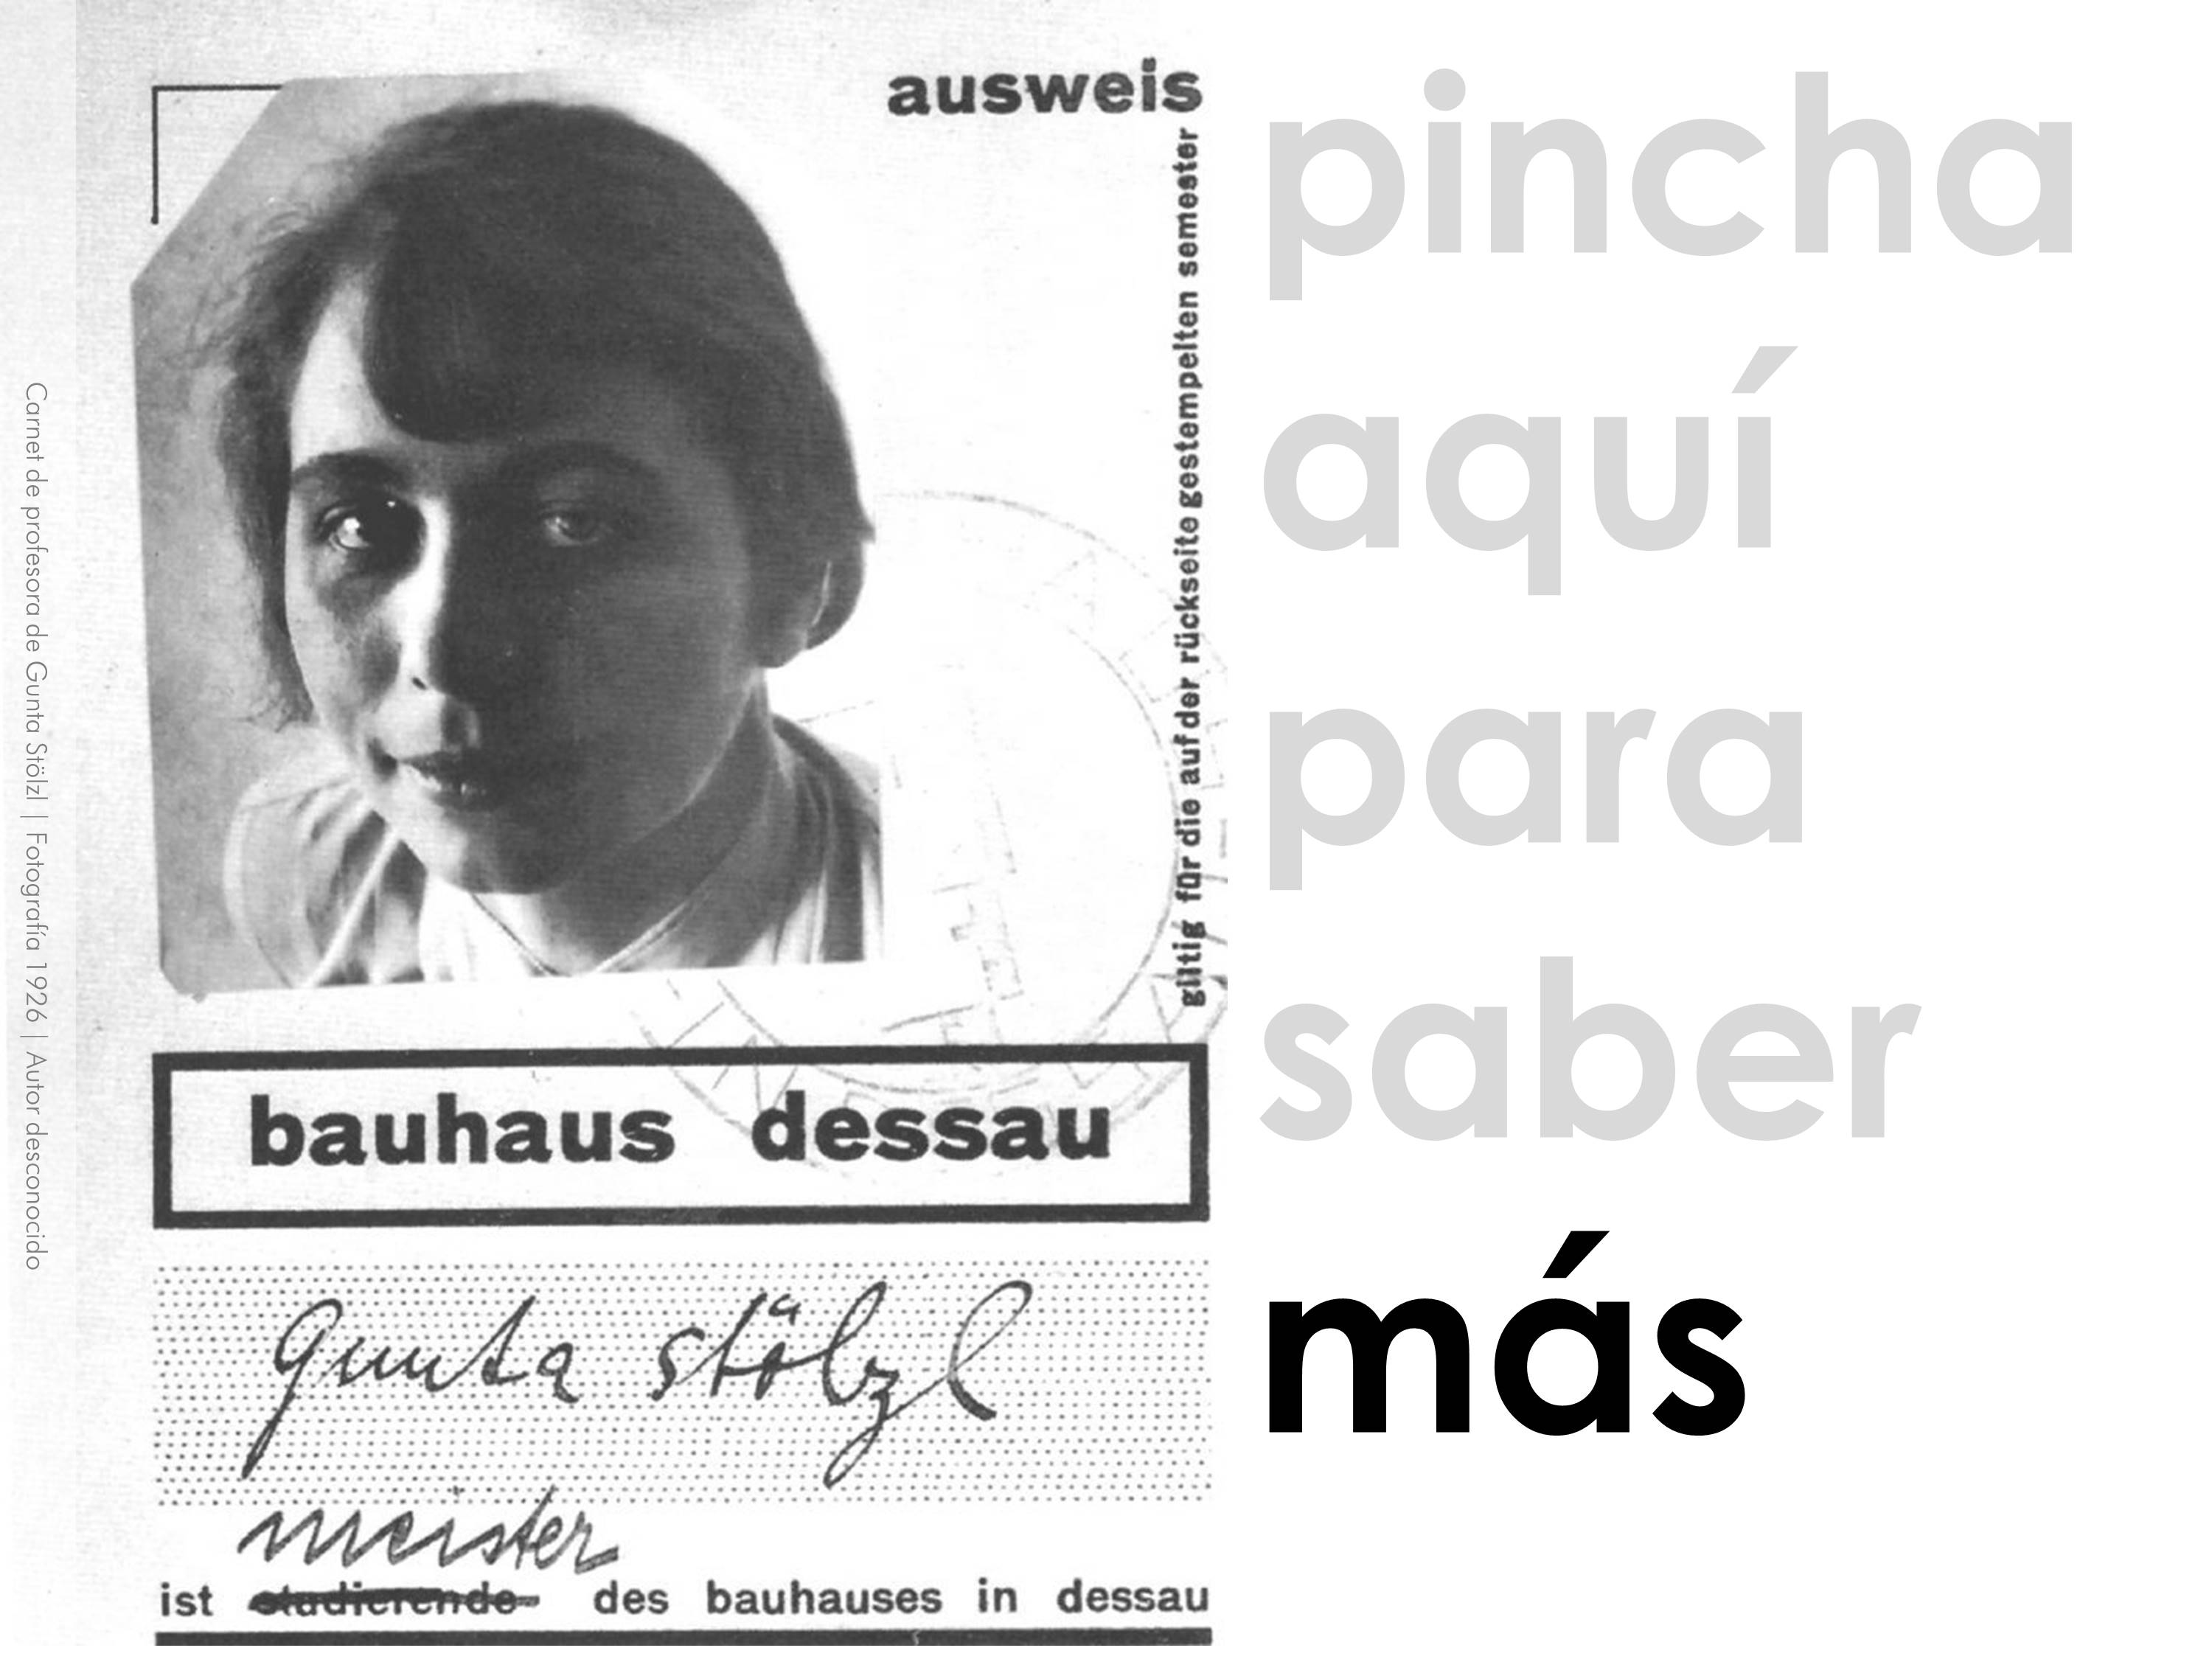 Carnet de profesora de Gunta Stölzl | Fotografía 1926 | Autor desconocido
ausweis
gültig für die auf der rückseite gestempelten semester
bauhaus dessau
gunta stölzl
meister
ist studierende des bauhauses in dessau
pincha
aquí
para
saber
más